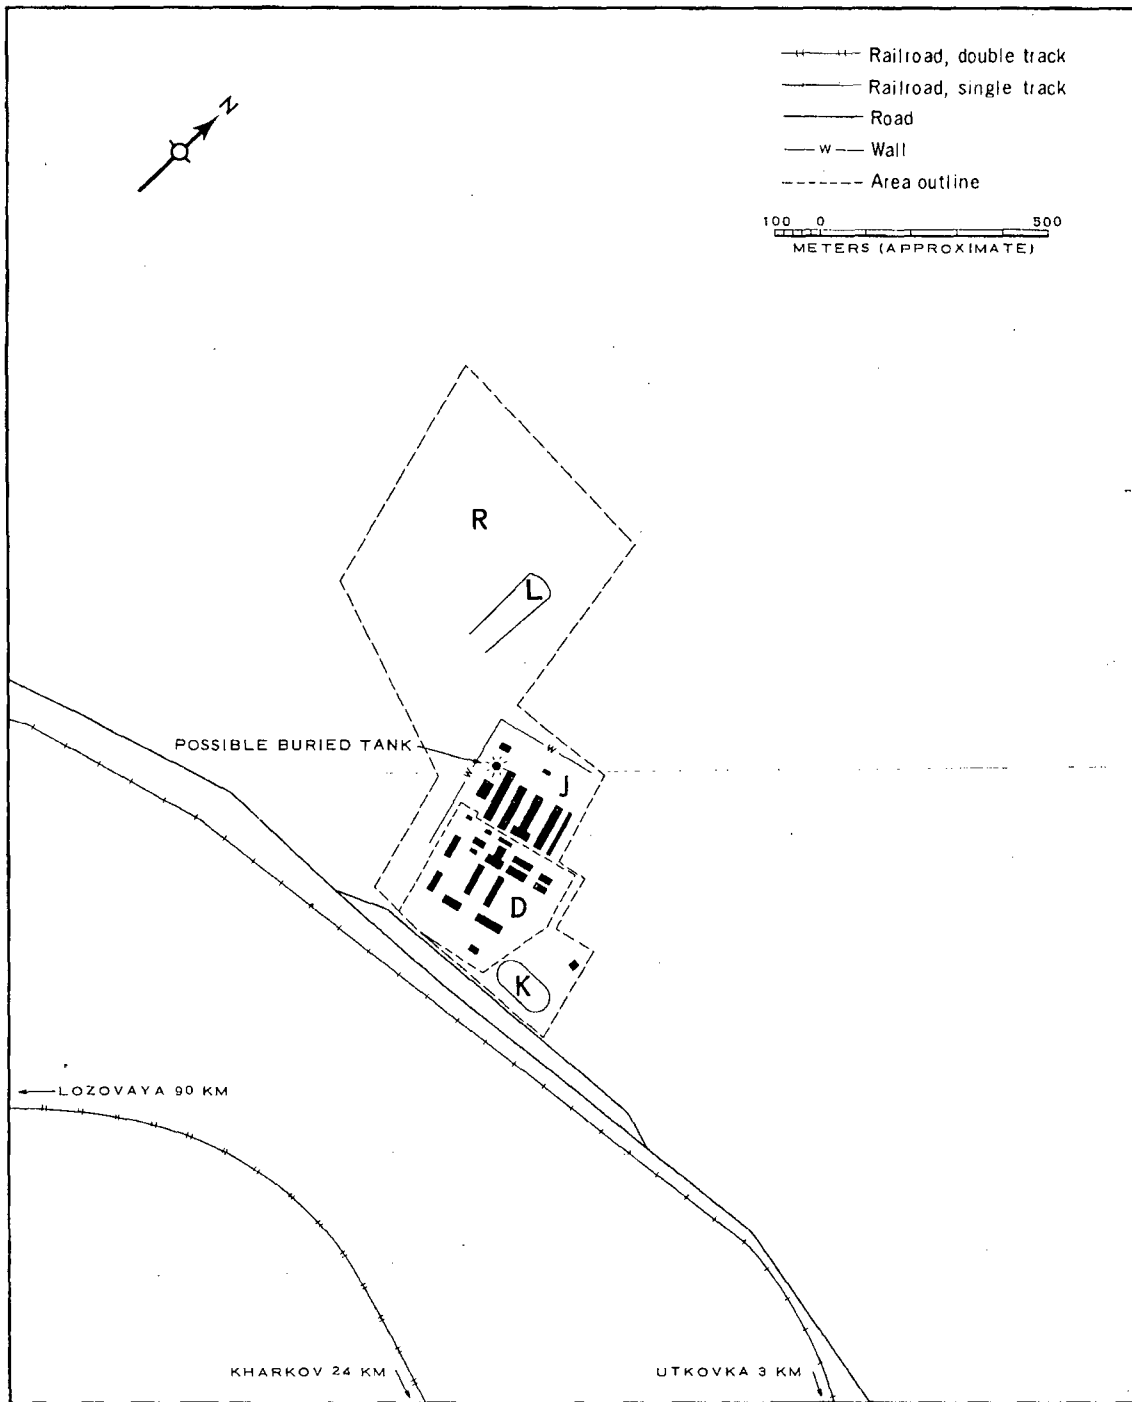 Railroad, double track
Railroad, single track
Road
W Wall
Area outline
100 0 500
METERS (APPROXIMATE)
N
R
L
W
POSSIBLE BURIED TANK
W
J
D
K
LOZOVAYA 90 KM
KHARKOV 24 KM
UTKOVKA 3 KM